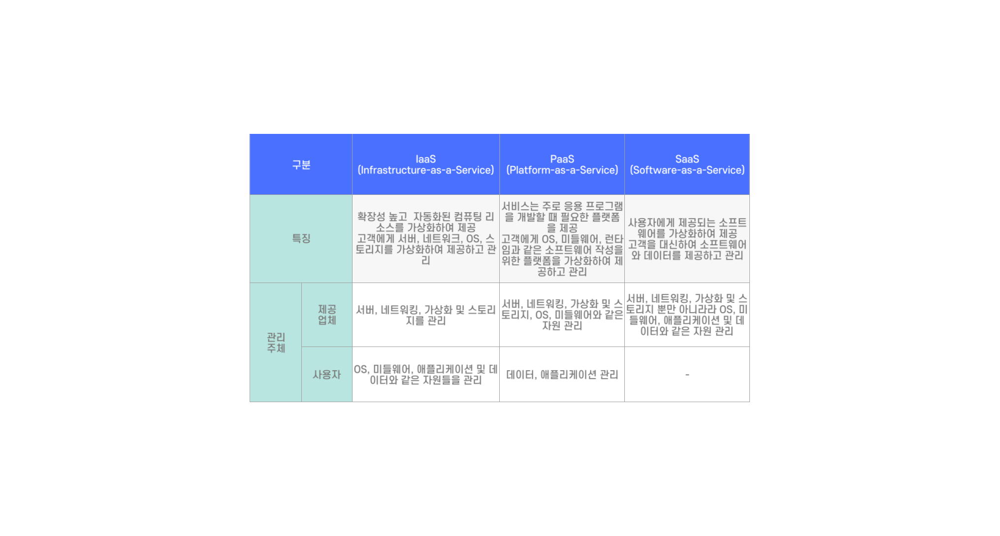 구분
IaaS
(Infrastructure-as-a-Service)
PaaS
(Platform-as-a-Service)
SaaS
(Software-as-a-Service)
특징
확장성 높고  자동화된 컴퓨팅 리
소스를 가상화하여 제공
고객에게 서버, 네트워크, OS, 스
토리지를 가상화하여 제공하고 관
리
서비스는 주로 응용 프로그램
을 개발할 때 필요한 플랫폼
을 제공
고객에게 OS, 미들웨어, 런타
임과 같은 소프트웨어 작성을
위한 플랫폼을 가상화하여 제
공하고 관리
사용자에게 제공되는 소프트
웨어를 가상화하여 제공
고객을 대신하여 소프트웨어
와 데이터를 제공하고 관리
관리
주체
제공
업체
서버, 네트워킹, 가상화 및 스토리
지를 관리
서버, 네트워킹, 가상화 및 스
토리지, OS, 미들웨어와 같은
자원 관리
서버, 네트워킹, 가상화 및 스
토리지 뿐만 아니라라 OS, 미
들웨어, 애플리케이션 및 데
이터와 같은 자원 관리
사용자
OS, 미들웨어, 애플리케이션 및 데
이터와 같은 자원들을 관리
데이터, 애플리케이션 관리
-